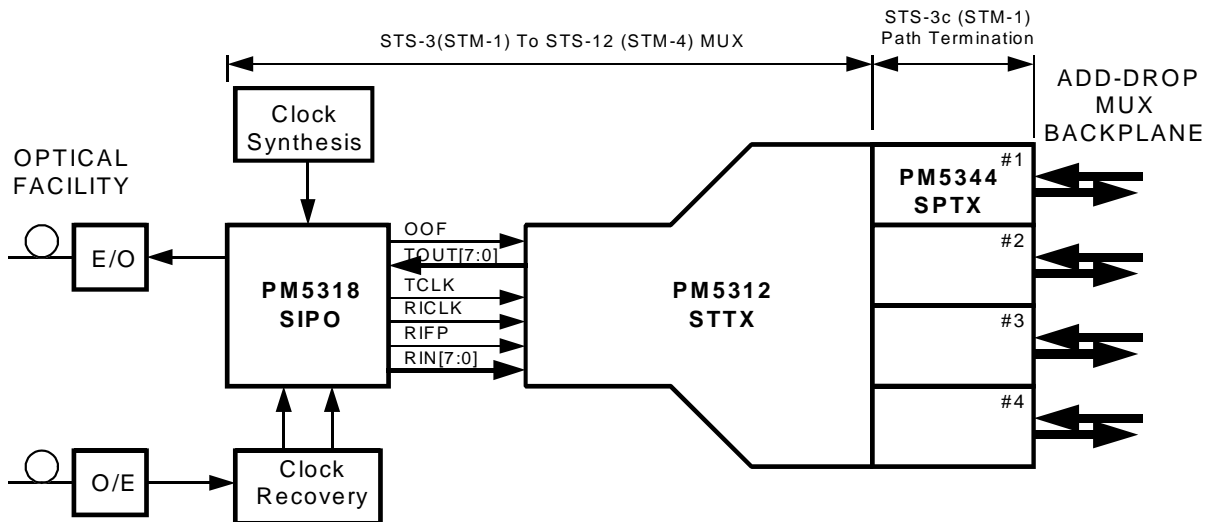 STS-3(STM-1) To STS-12 (STM-4) MUX
STS-3c (STM-1)
Path Termination
ADD-DROP
MUX
BACKPLANE
Clock
Synthesis
OPTICAL
FACILITY
E/O
PM5318
SIPO
OOF
TOUT[7:0]
TCLK
RICLK
RIFP
RIN[7:0]
PM5312
STTX
#1
PM5344
SPTX
#2
#3
#4
O/E
Clock
Recovery